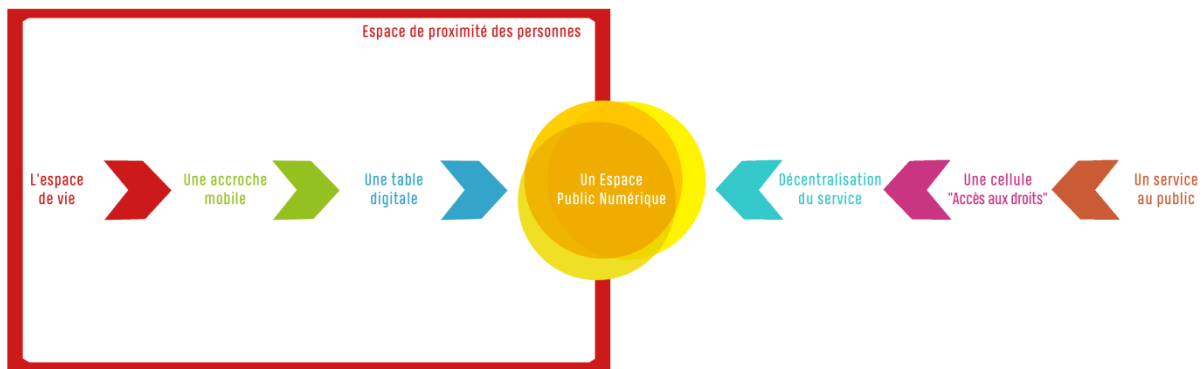 Espace de proximité des personnes
L'espace
de vie
Une accroche
mobile
Une table
digitale
Un Espace
Public Numérique
Décentralisation
du service
Une cellule
"Accès aux droits"
Un service
au public